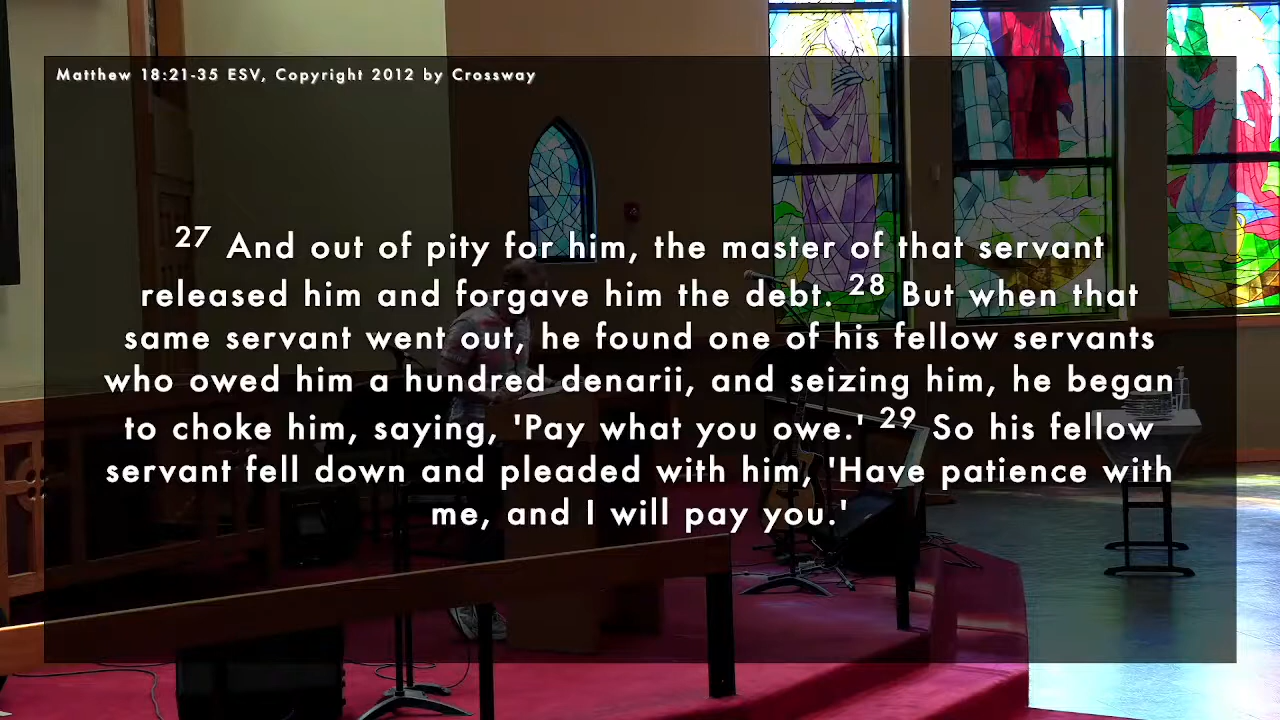 Matthew 18:21-35 ESV, Copyright 2012 by Crossway
27 And out of pity for him, the master of that servant
released him and forgave him the debt. 28 But when that
same servant went out, he found one of his fellow servants
who owed him a hundred denarii, and seizing him, he began
to choke him, saying, 'Pay what you owe.' 29 So his fellow
servant fell down and pleaded with him, 'Have patience with
me, and I will pay you.'